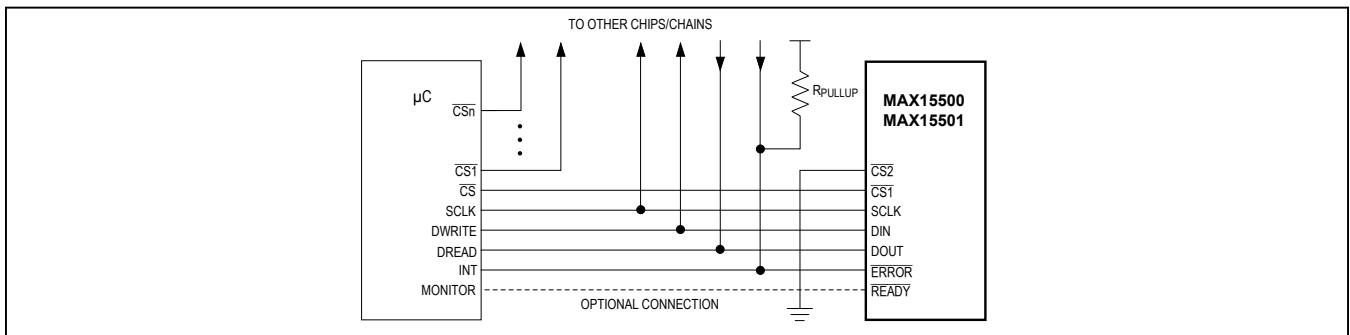 TO OTHER CHIPS/CHAINS
µC
CSn
CS1
CS
SCLK
DWRITE
DREAD
INT
MONITOR
RPULLUP
MAX15500
MAX15501
CS2
CS1
SCLK
DIN
DOUT
ERROR
READY
OPTIONAL CONNECTION